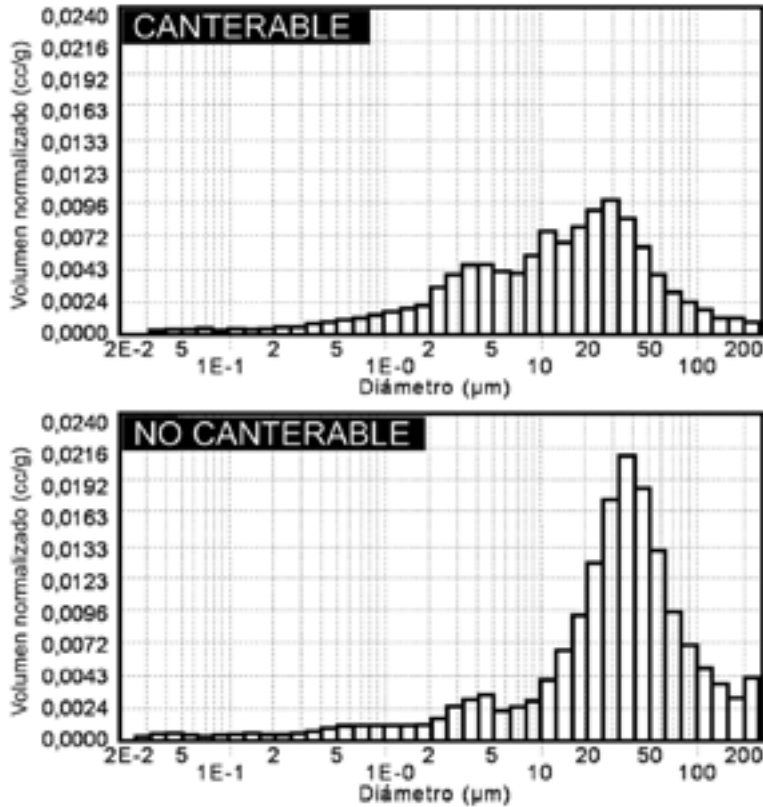 CANTERABLE
Volumen normalizado (cc/g)
0,0240
0,0216
0,0192
0,0163
0,0133
0,0123
0,0096
0,0072
0,0043
0,0024
0,0000
2E-2 5 2 5 2 5 20 50 200
1E-1 1E-0 10 100
Diámetro (µm)
NO CANTERABLE
Volumen normalizado (cc/g)
0,0240
0,0216
0,0192
0,0163
0,0133
0,0123
0,0096
0,0072
0,0043
0,0024
0,0000
2E-2 5 2 5 2 5 20 50 200
1E-1 1E-0 10 100
Diámetro (µm)